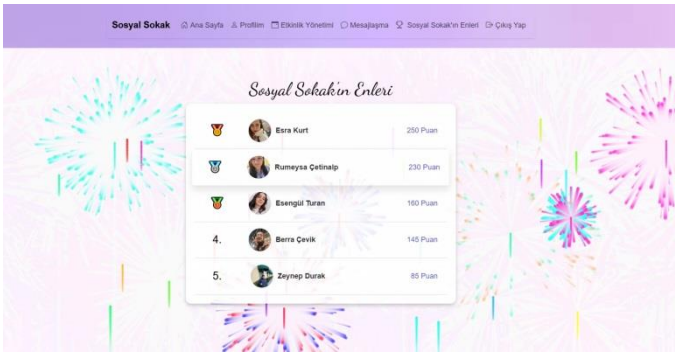 Sosyal Sokak Ana Sayfa Profilim Etkinlik Yönetimi Mesajlaşma Sosyal Sokak'ın Enleri Çıkış Yap
Sosyal Sokak'ın Enleri
Esra Kurt 250 Puan
Rumeysa Çetinalp 230 Puan
Esengül Turan 160 Puan
4. Berra Çevik 145 Puan
5. Zeynep Durak 85 Puan